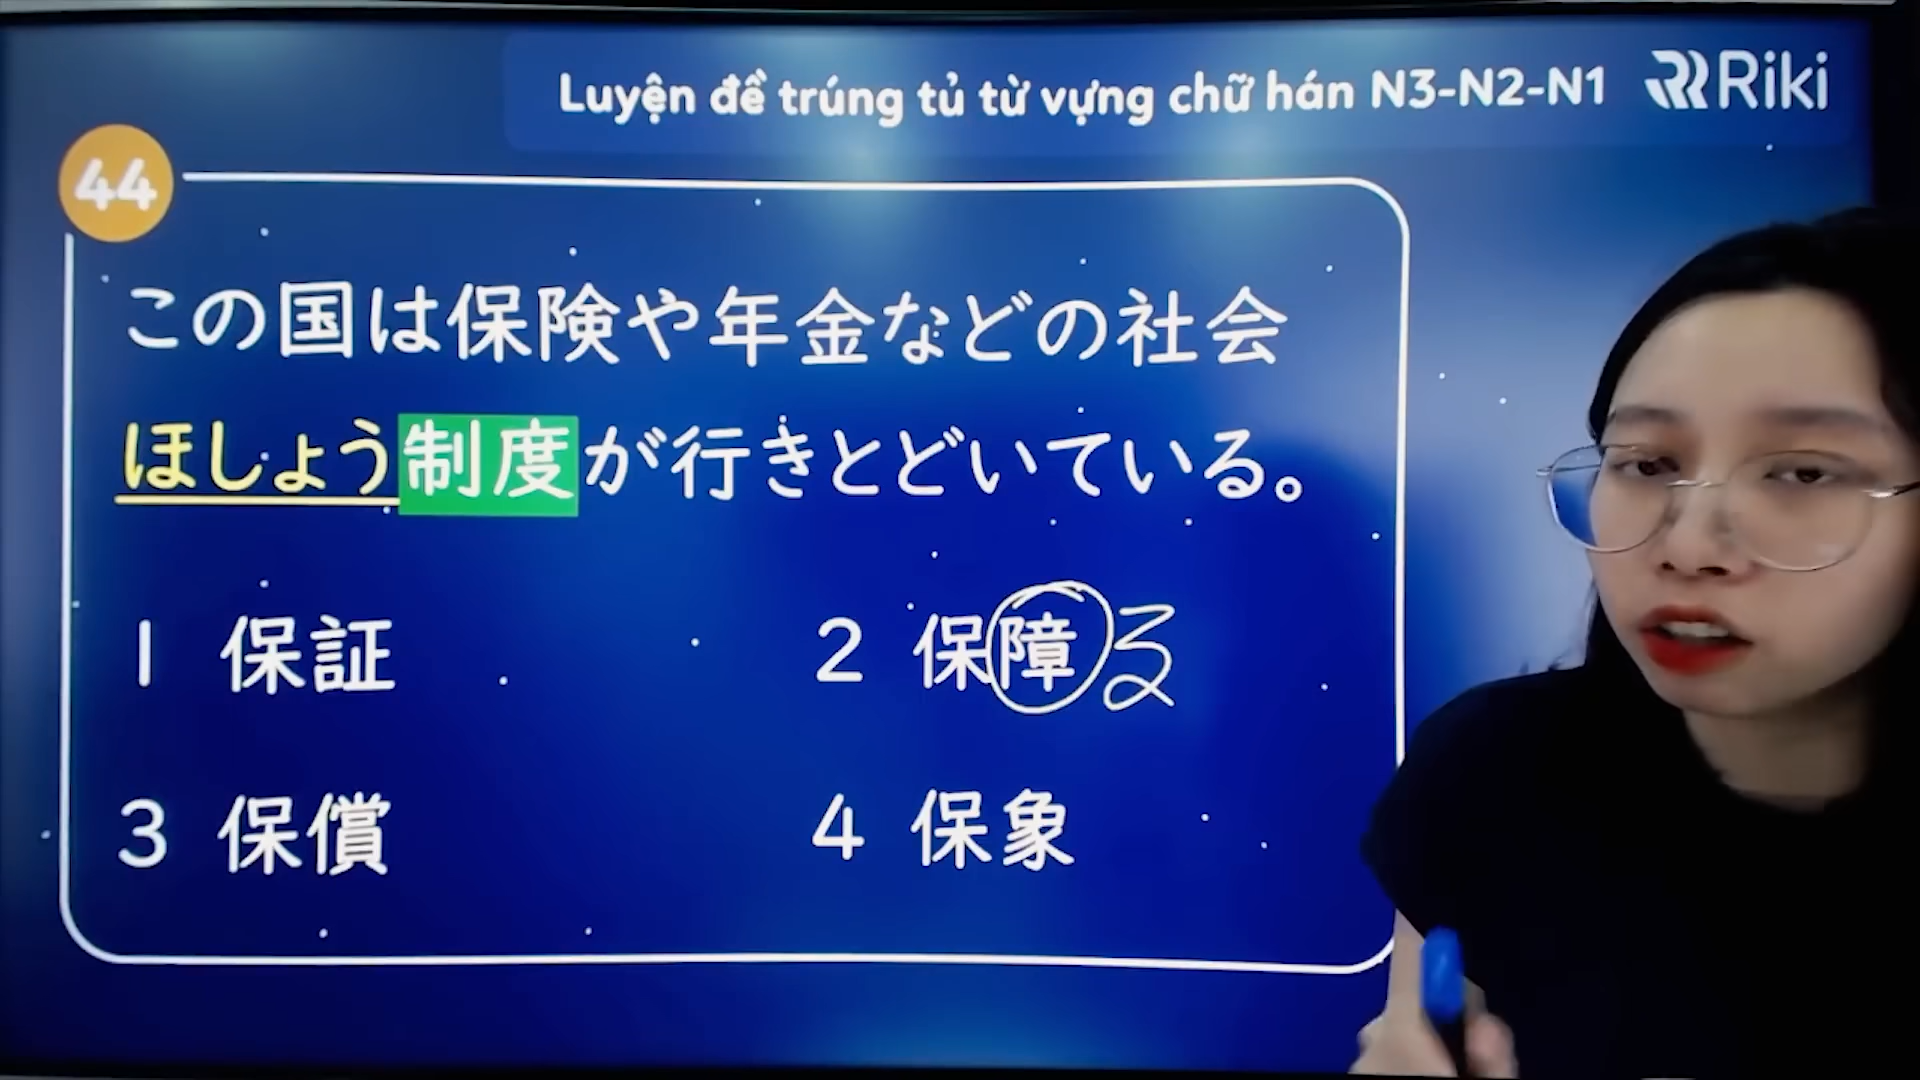 Luyện đề trúng tủ từ vựng chữ hán N3-N2-N1 Riki
44
この国は保険や年金などの社会
ほしょう制度が行きとどいている。
1 保証
2 保障る
3 保償
4 保象